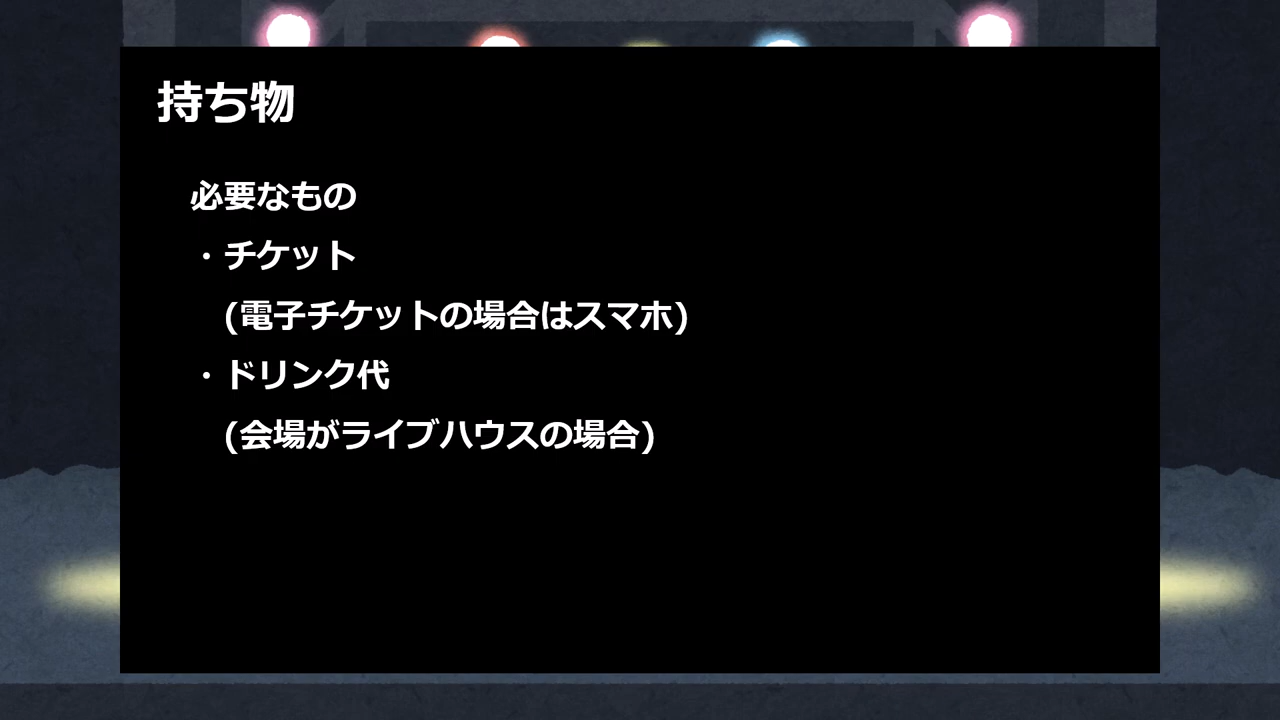 持ち物
必要なもの
・チケット
(電子チケットの場合はスマホ)
・ドリンク代
(会場がライブハウスの場合)